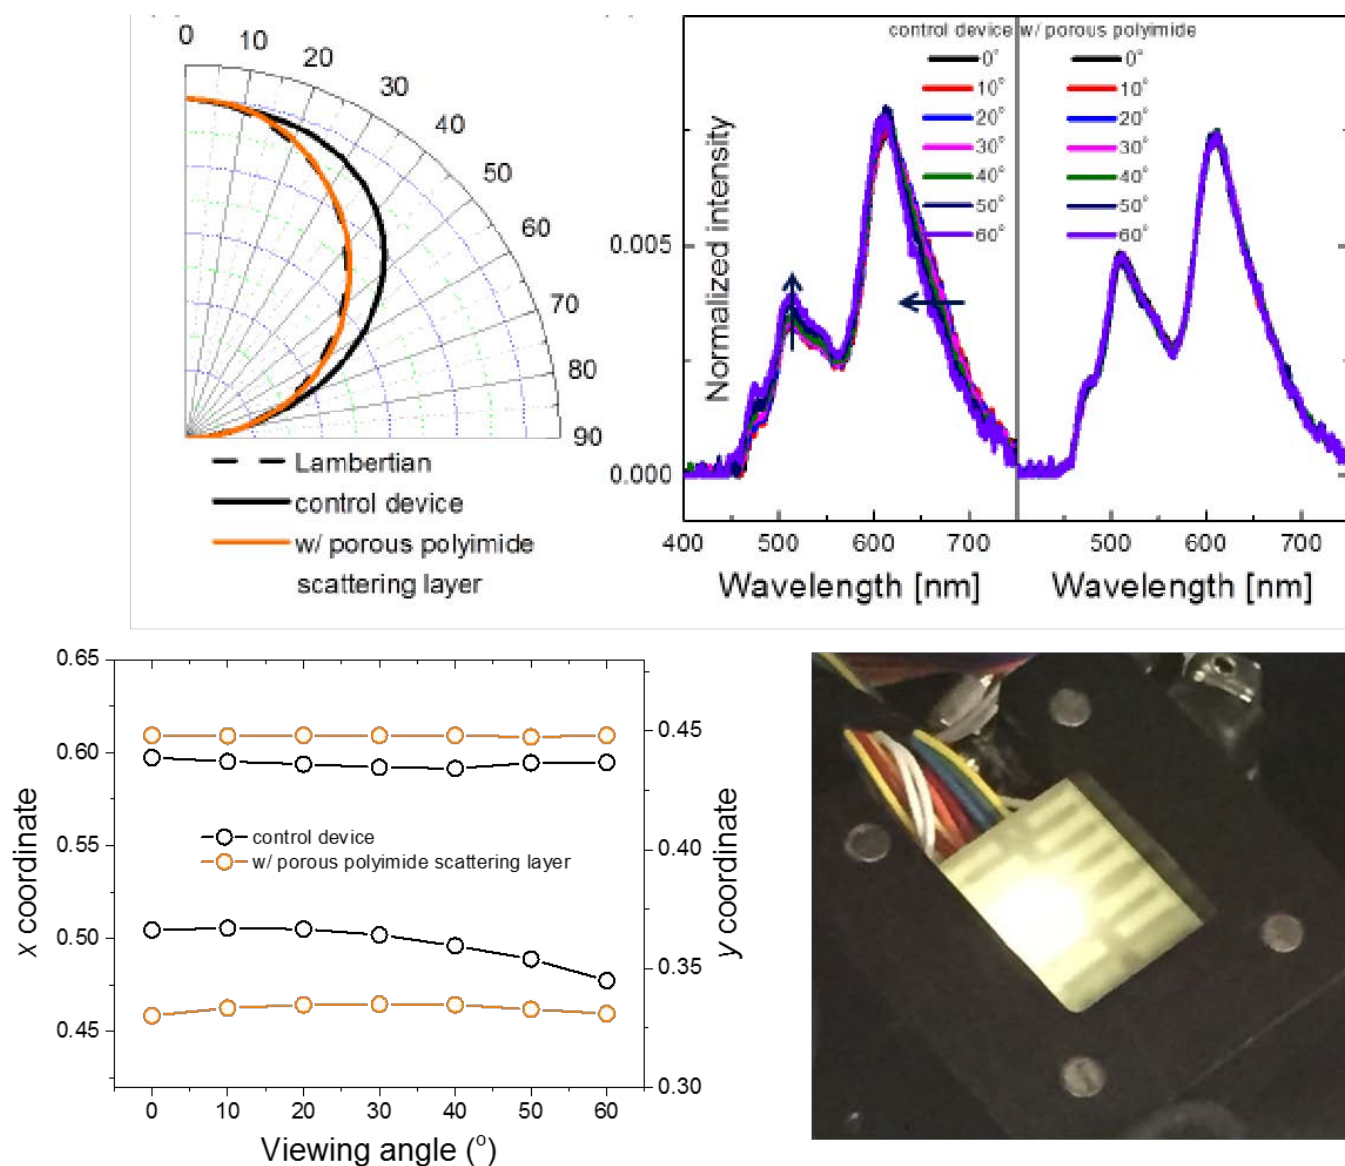 0
10
20
30
40
50
60
70
80
90
Lambertian
control device
w/ porous polyimide
scattering layer
control device w/ porous polyimide
0° 0°
10° 10°
20° 20°
30° 30°
40° 40°
50° 50°
60° 60°
Normalized intensity
0.005
0.000
400 500 600 700 500 600 700
Wavelength [nm] Wavelength [nm]
0.65
0.60
0.55
0.50
0.45
x coordinate
control device
w/ porous polyimide scattering layer
0.45
0.40
0.35
0.30
y coordinate
0 10 20 30 40 50 60
Viewing angle (°)